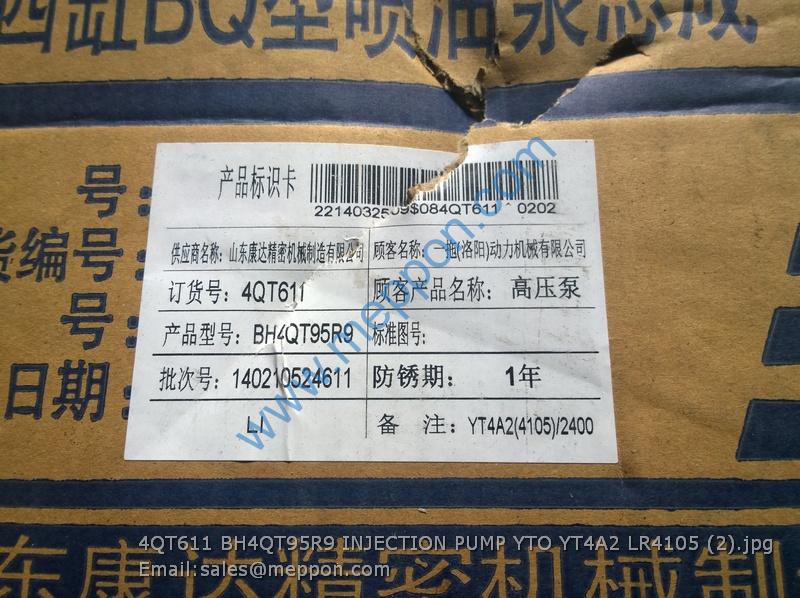 四缸BQ型喷油泵总成
产品标识卡
0202
供应商名称: 山东康达精密机械制造有限公司 顾客名称: 一拖(洛阳)动力机械有限公司
号:
订货号: 4QT611 顾客产品名称: 高压泵
货编号:
产品型号: BH4QT95R9 标准图号:
号:
批次号: 140210524611 防锈期: 1年
日期:
LI 备 注: YT4A2(4105)/2400
www.meppon.com
东康达精密机械制
4QT611 BH4QT95R9 INJECTION PUMP YTO YT4A2 LR4105 (2).jpg
Email:sales@meppon.com